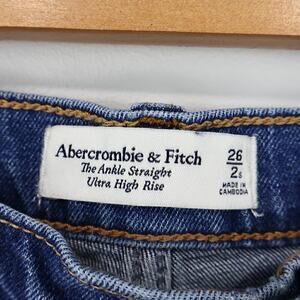 Abercrombie & Fitch
The Ankle Straight
Ultra High Rise
26
2s
MADE IN
CAMBODIA